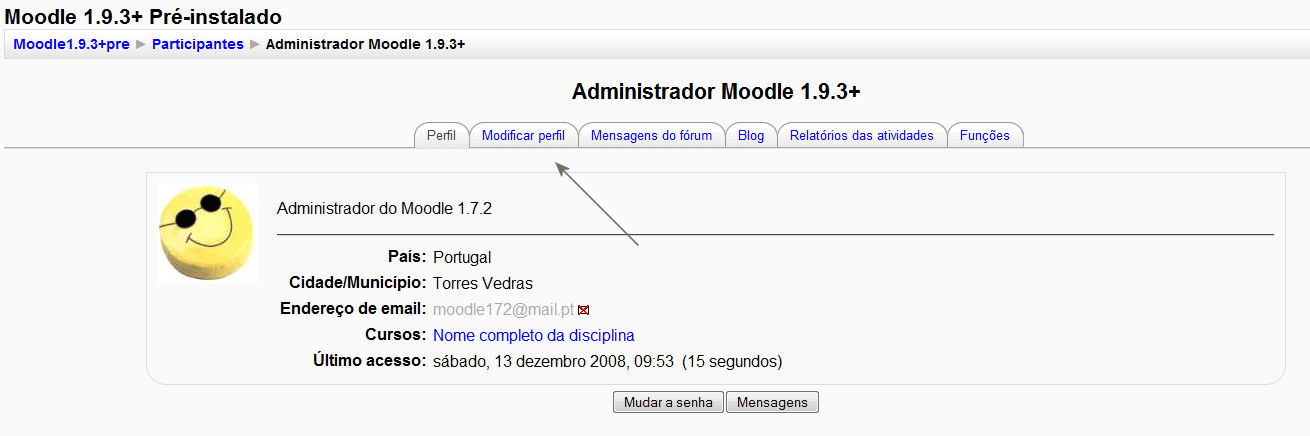 Moodle 1.9.3+ Pré-instalado
Moodle1.9.3+pre ► Participantes ► Administrador Moodle 1.9.3+
Administrador Moodle 1.9.3+
Perfil Modificar perfil Mensagens do fórum Blog Relatórios das atividades Funções
Administrador do Moodle 1.7.2
País: Portugal
Cidade/Município: Torres Vedras
Endereço de email: moodle172@mail.pt
Cursos: Nome completo da disciplina
Último acesso: sábado, 13 dezembro 2008, 09:53 (15 segundos)
Mudar a senha Mensagens